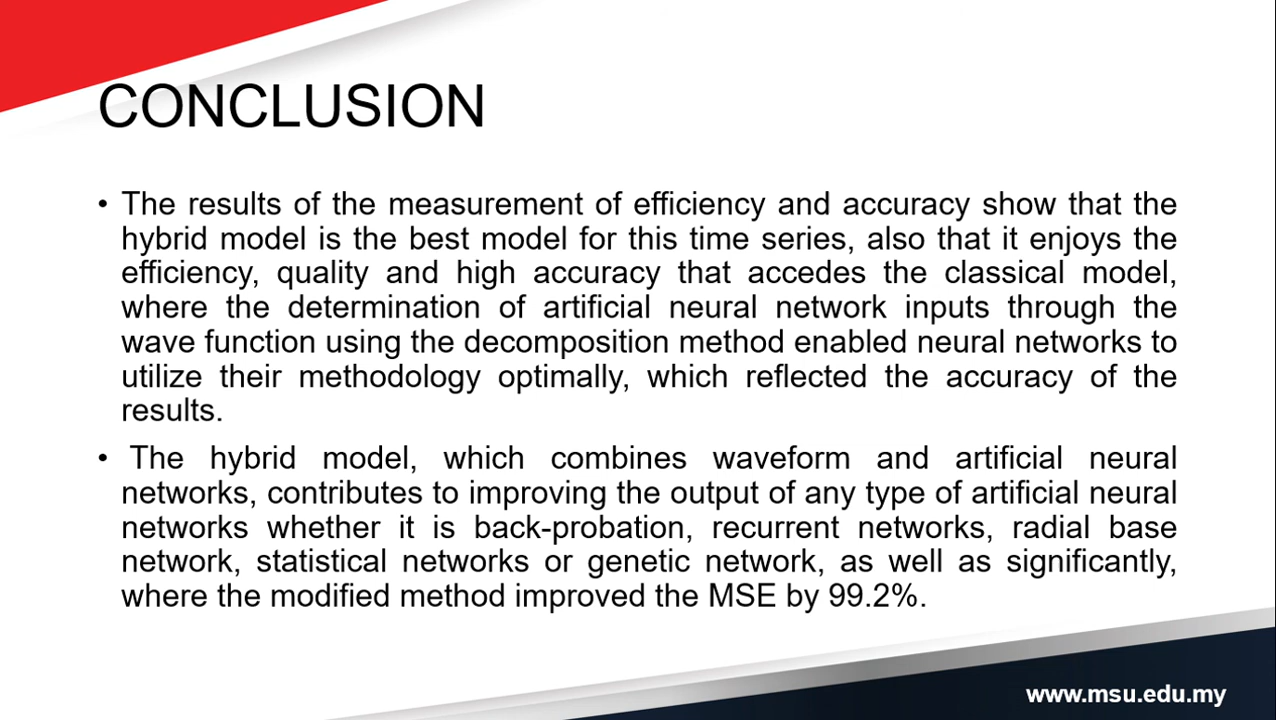 CONCLUSION
• The results of the measurement of efficiency and accuracy show that the
hybrid model is the best model for this time series, also that it enjoys the
efficiency, quality and high accuracy that accedes the classical model,
where the determination of artificial neural network inputs through the
wave function using the decomposition method enabled neural networks to
utilize their methodology optimally, which reflected the accuracy of the
results.
• The hybrid model, which combines waveform and artificial neural
networks, contributes to improving the output of any type of artificial neural
networks whether it is back-probation, recurrent networks, radial base
network, statistical networks or genetic network, as well as significantly,
where the modified method improved the MSE by 99.2%.
www.msu.edu.my